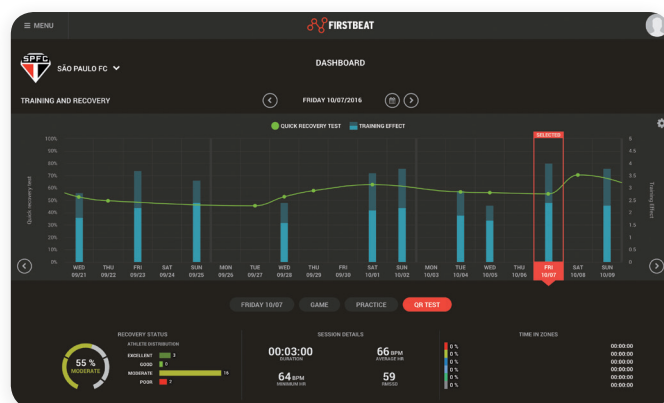 MENU
FIRSTBEAT
SPFC
SÃO PAULO FC
DASHBOARD
TRAINING AND RECOVERY
FRIDAY 10/07/2016
QUICK RECOVERY TEST TRAINING EFFECT
SELECTED
100%
90%
80%
70%
60%
50%
40%
30%
20%
10%
0%
Quick recovery test
5
4.5
4
3.5
3
2.5
2
1.5
1
0.5
0
Training Effect
WED THU FRI SAT SUN MON TUE WED THU FRI SAT SUN MON TUE WED THU FRI SAT SUN
09/21 09/22 09/23 09/24 09/25 09/26 09/27 09/28 09/29 09/30 10/01 10/02 10/03 10/04 10/05 10/06 10/07 10/08 10/09
FRIDAY 10/07 GAME PRACTICE QR TEST
RECOVERY STATUS
ATHLETE DISTRIBUTION
55 %
MODERATE
EXCELLENT 3
GOOD 0
MODERATE 16
POOR 2
SESSION DETAILS
00:03:00
DURATION
66 BPM
AVERAGE HR
64 BPM
MINIMUM HR
59
RMSSD
TIME IN ZONES
0 % 00:00:00
0 % 00:00:00
0 % 00:00:00
0 % 00:00:00
0 % 00:00:00
0 % 00:00:00